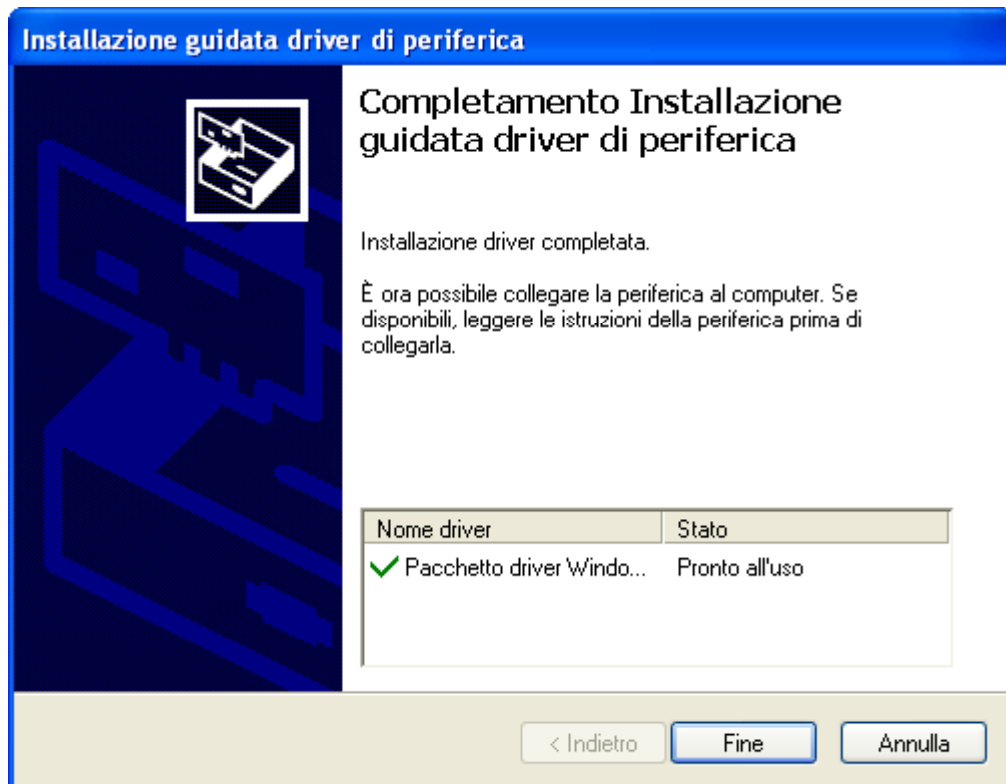 Installazione guidata driver di periferica
Completamento Installazione
guidata driver di periferica
Installazione driver completata.
È ora possibile collegare la periferica al computer. Se
disponibili, leggere le istruzioni della periferica prima di
collegarla.
Nome driver Stato
Pacchetto driver Windo... Pronto all'uso
< Indietro Fine Annulla